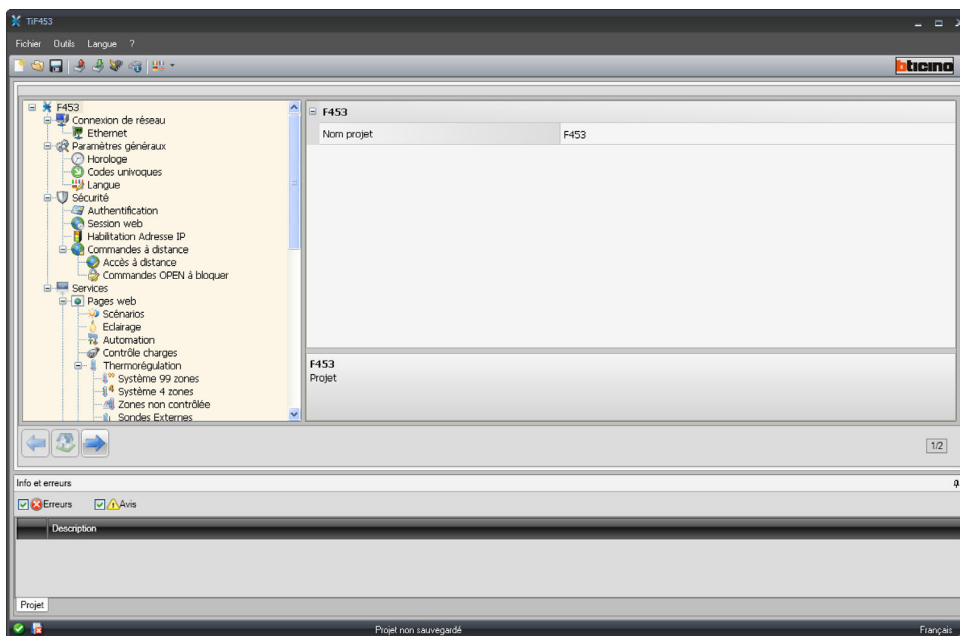 TiF453
Fichier Outils Langue ?
bticino
F453
Connexion de réseau
Ethernet
Paramètres généraux
Horologe
Codes univoques
Langue
Sécurité
Authentification
Session web
Habilitation Adresse IP
Commandes à distance
Accès à distance
Commandes OPEN à bloquer
Services
Pages web
Scénarios
Eclairage
Automation
Contrôle charges
Thermorégulation
Système 99 zones
Système 4 zones
Zones non contrôlée
Sondes Externes
F453
Nom projet F453
F453
Projet
1/2
Info et erreurs
Erreurs Avis
Description
Projet
Projet non sauvegardé Français